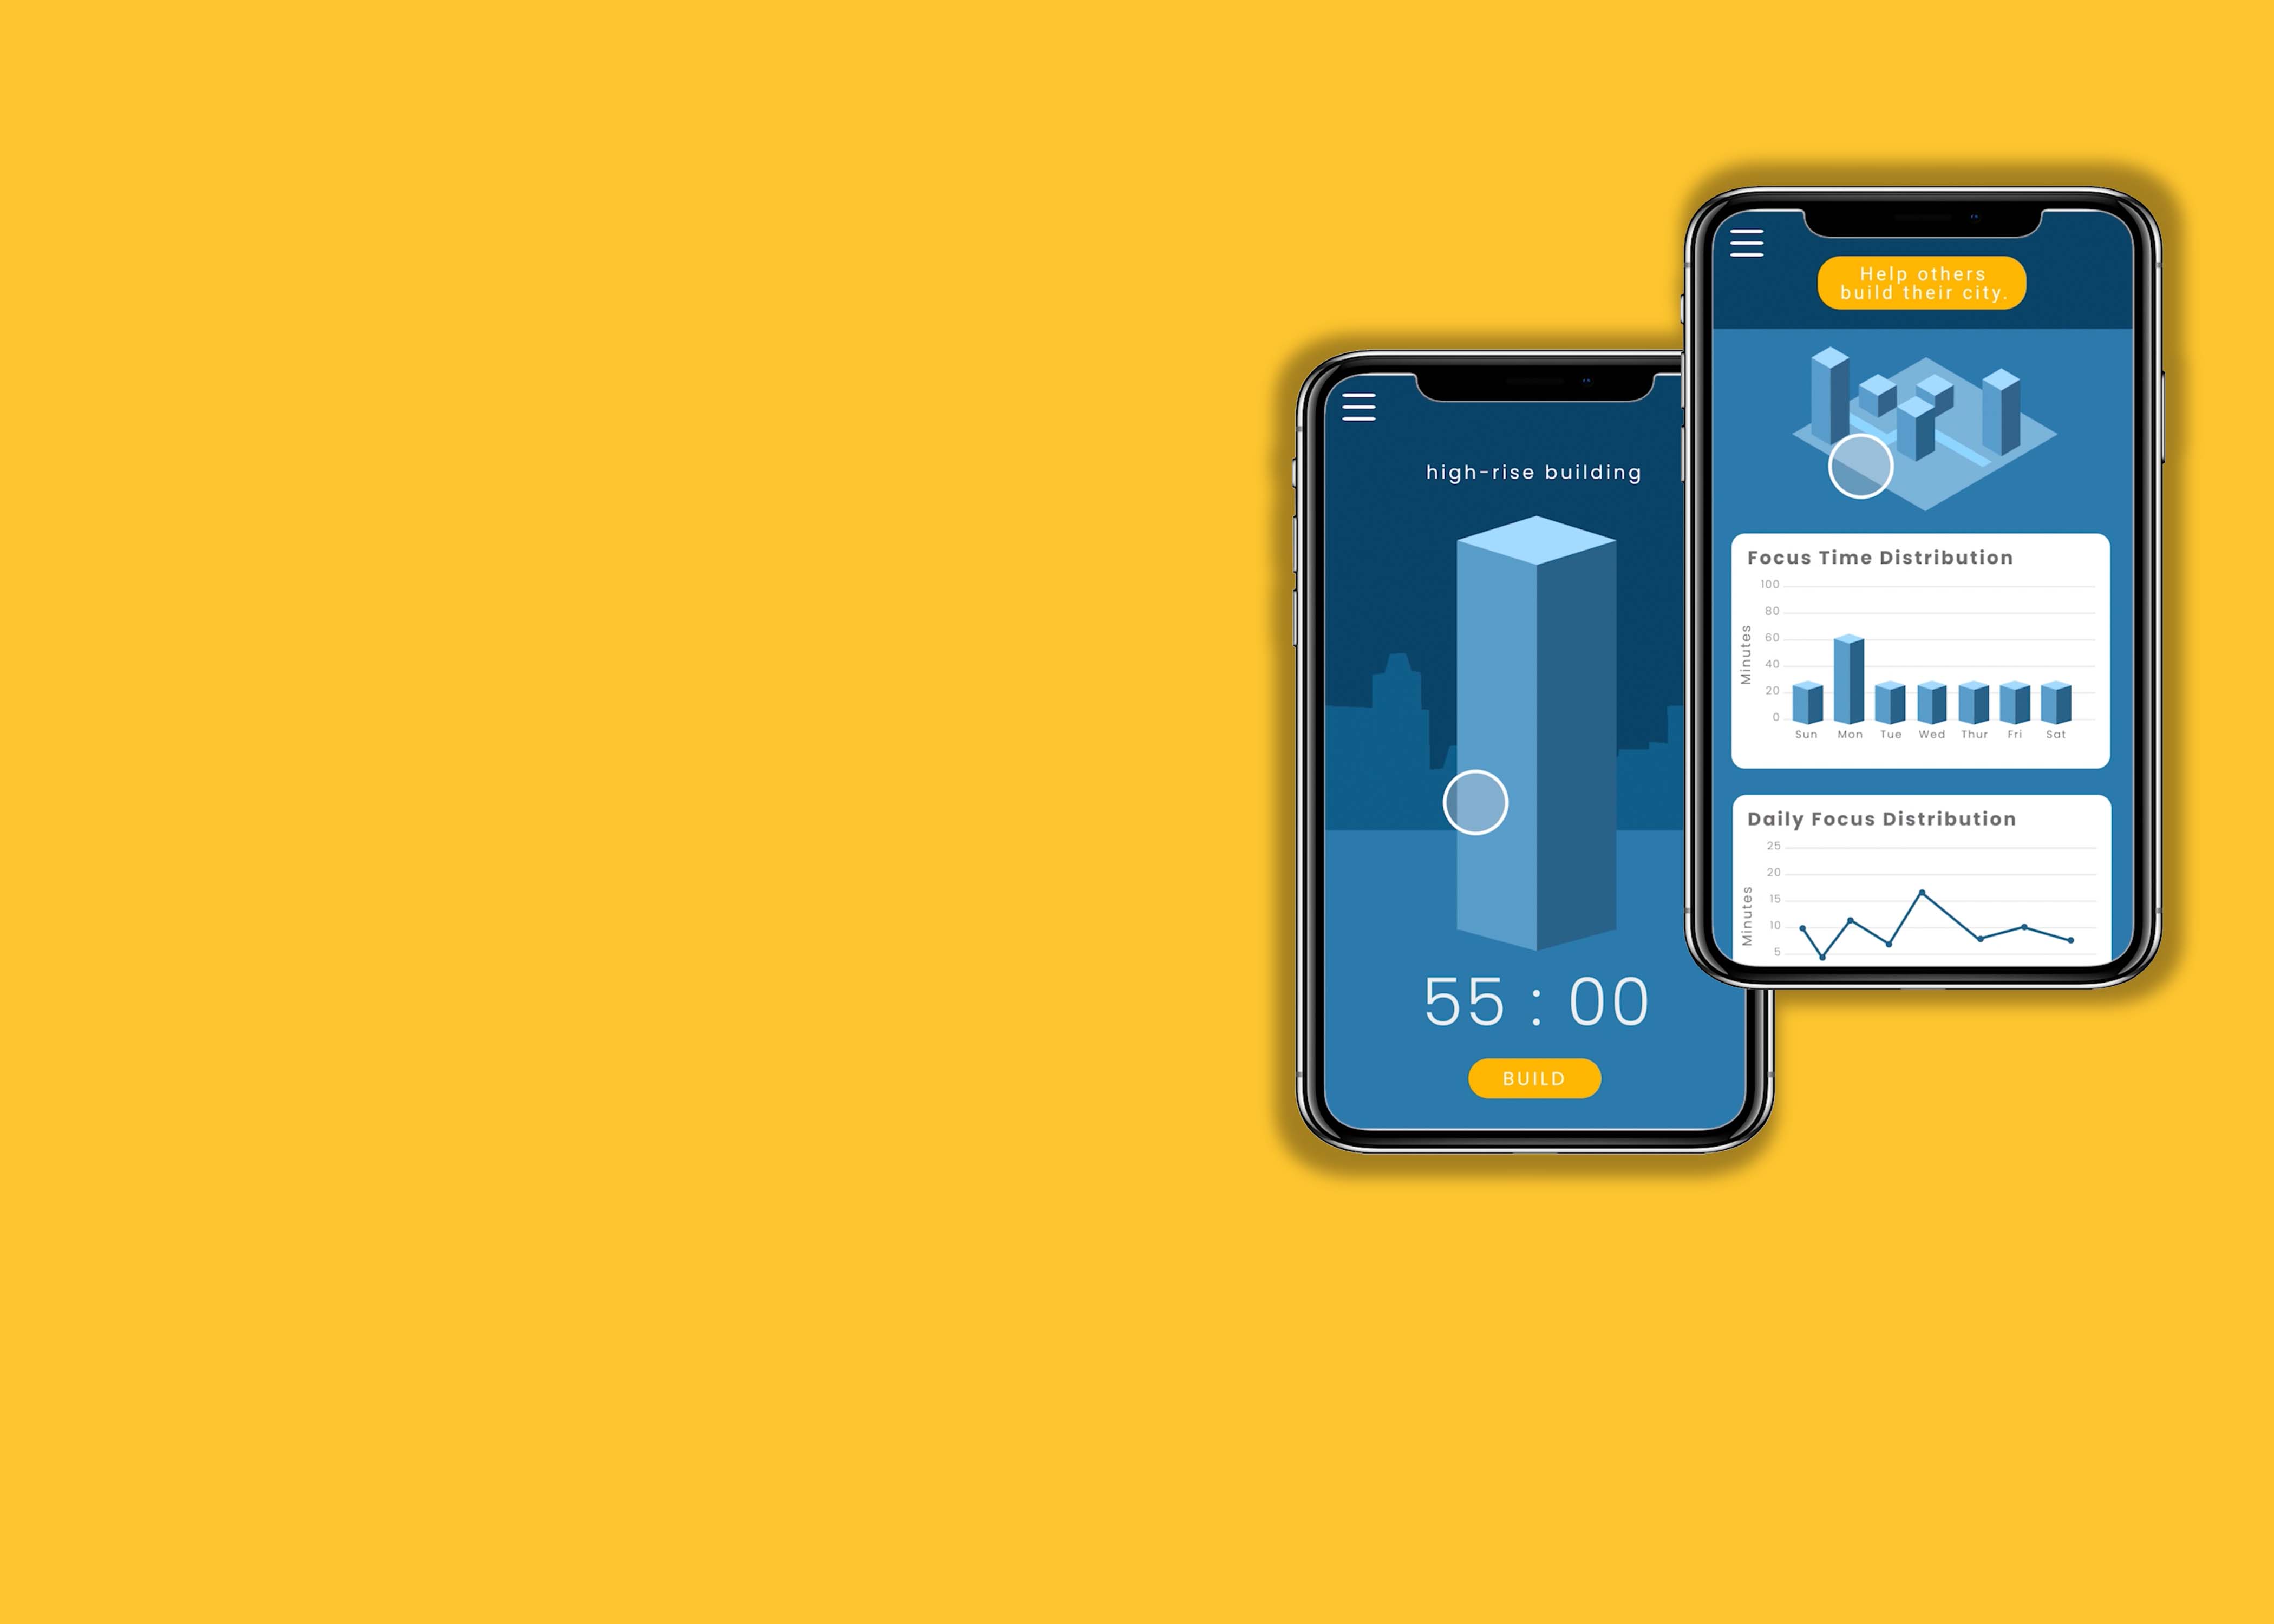 high-rise building
55 : 00
BUILD
Help others
build their city.
Focus Time Distribution
Minutes
100
80
60
40
20
0
Sun Mon Tue Wed Thur Fri Sat
Daily Focus Distribution
Minutes
25
20
15
10
5